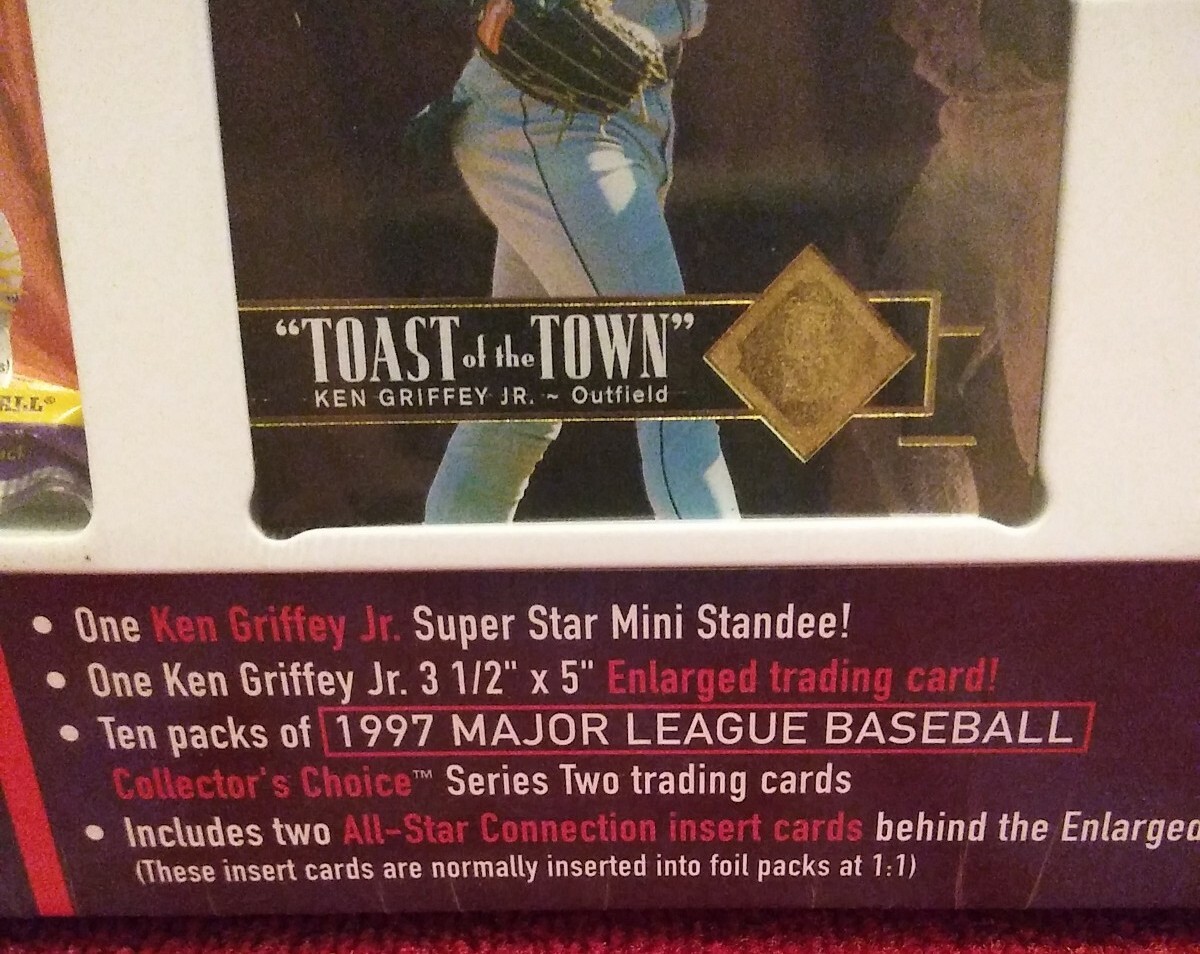 "TOAST of the TOWN"
KEN GRIFFEY JR. ~ Outfield
• One Ken Griffey Jr. Super Star Mini Standee!
• One Ken Griffey Jr. 3 1/2" x 5" Enlarged trading card!
• Ten packs of 1997 MAJOR LEAGUE BASEBALL
Collector's Choice™ Series Two trading cards
• Includes two All-Star Connection insert cards behind the Enlarged
(These insert cards are normally inserted into foil packs at 1:1)